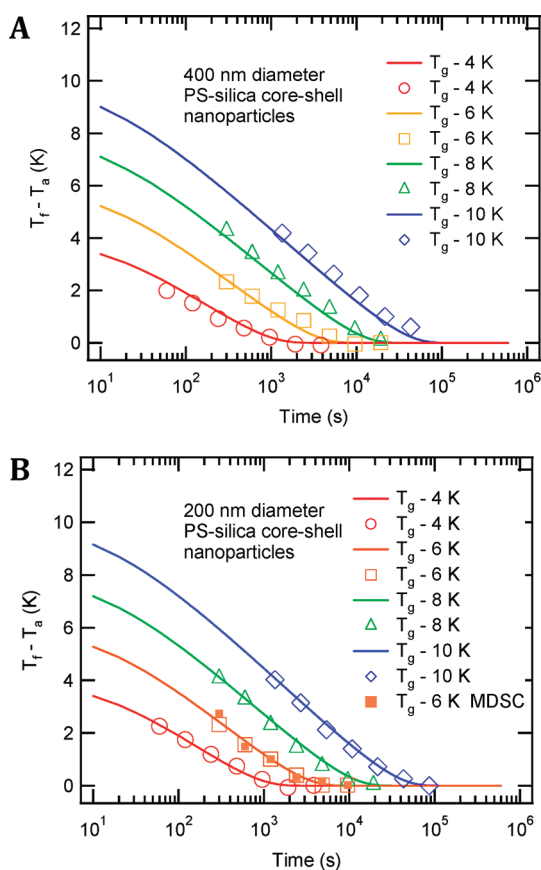 A
12
10
8
6
4
2
0
T_f - T_a (K)
400 nm diameter
PS-silica core-shell
nanoparticles
T_g - 4 K
T_g - 4 K
T_g - 6 K
T_g - 6 K
T_g - 8 K
T_g - 8 K
T_g - 10 K
T_g - 10 K
10^1 10^2 10^3 10^4 10^5 10^6
Time (s)
B
12
10
8
6
4
2
0
T_f - T_a (K)
200 nm diameter
PS-silica core-shell
nanoparticles
T_g - 4 K
T_g - 4 K
T_g - 6 K
T_g - 6 K
T_g - 8 K
T_g - 8 K
T_g - 10 K
T_g - 10 K
T_g - 6 K MDSC
10^1 10^2 10^3 10^4 10^5 10^6
Time (s)